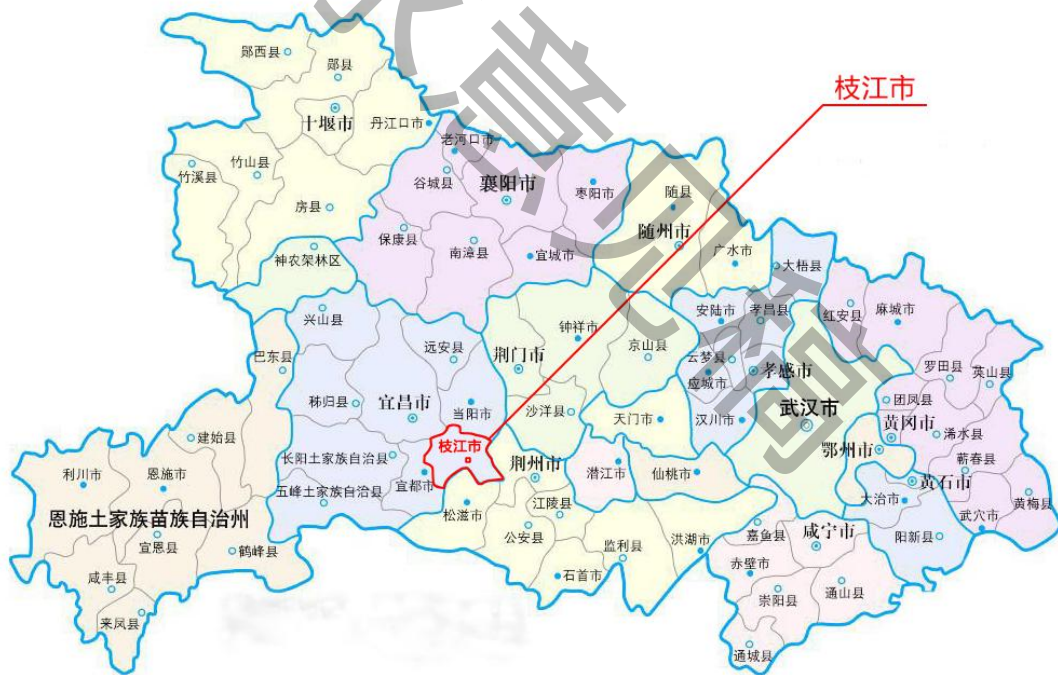 郧西县
郧县
枝江市
十堰市
丹江口市
老河口市
竹山县
竹溪县
谷城县
襄阳市
枣阳市
随县
房县
保康县
南漳县
宜城市
随州市
广水市
神农架林区
大悟县
兴山县
钟祥市
安陆市
孝昌县
红安县
麻城市
巴东县
远安县
荆门市
京山县
云梦县
应城市
孝感市
罗田县
英山县
秭归县
宜昌市
当阳市
沙洋县
天门市
汉川市
武汉市
团凤县
黄冈市
浠水县
建始县
枝江市
长阳土家族自治县
荆州市
潜江市
仙桃市
鄂州市
蕲春县
利川市
恩施市
五峰土家族自治县
宜都市
黄石市
大冶市
黄梅县
恩施土家族苗族自治州
松滋市
江陵县
武穴市
宣恩县
鹤峰县
公安县
监利县
洪湖市
嘉鱼县
咸宁市
阳新县
咸丰县
石首市
赤壁市
崇阳县
通山县
来凤县
通城县
意见稿